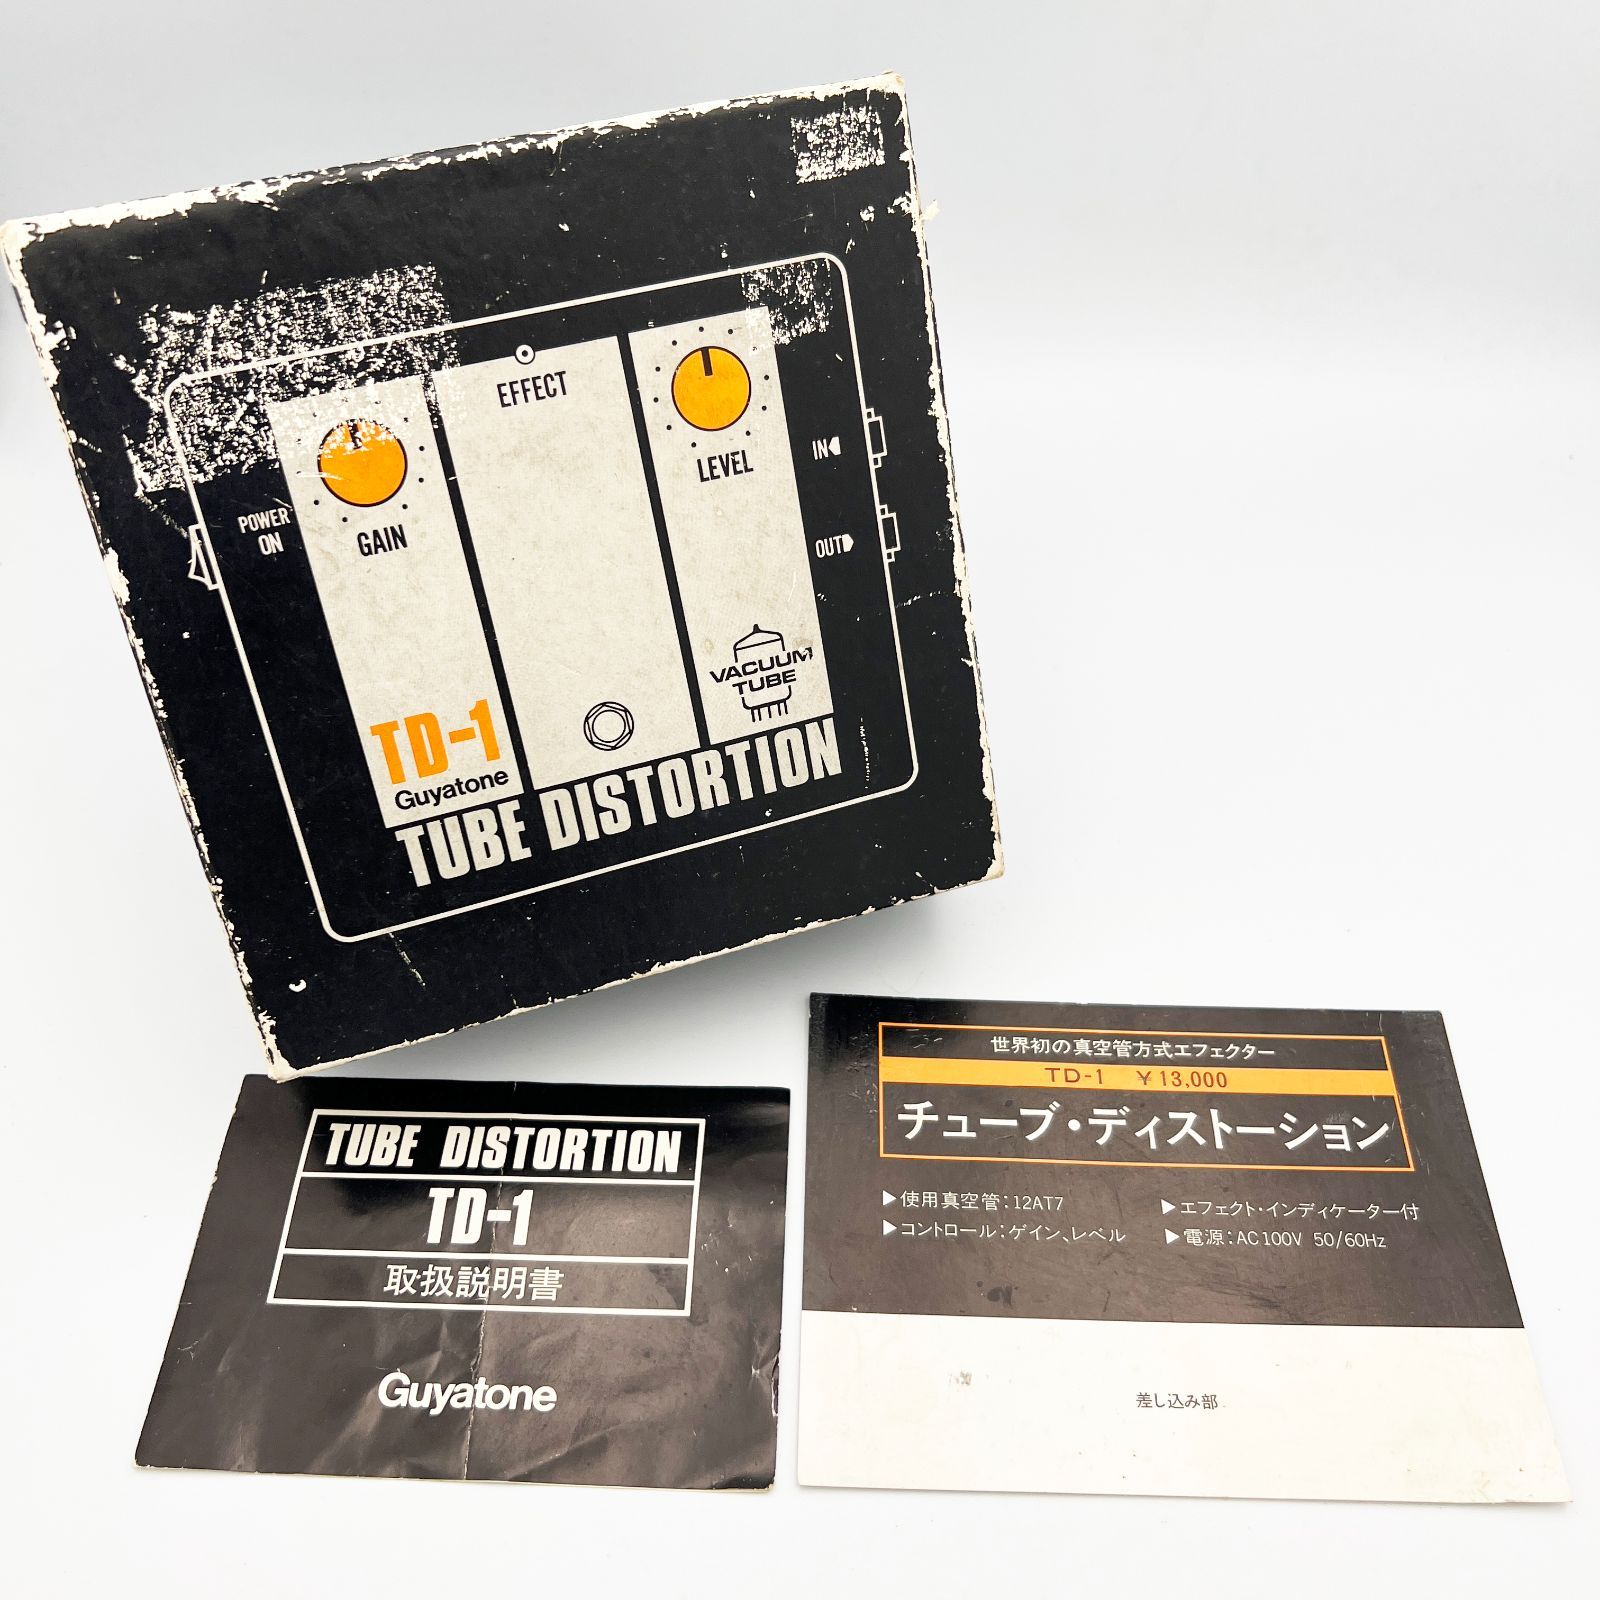 EFFECT
LEVEL
IN
POWER
ON
GAIN
OUT
VACUUM
TUBE
TD-1
Guyatone
TUBE DISTORTION
TUBE DISTORTION
TD-1
取扱説明書
Guyatone
世界初の真空管方式エフェクター
TD-1 ¥13,000
チューブ・ディストーション
▶使用真空管:12AT7
▶コントロール:ゲイン、レベル
▶エフェクト・インディケーター付
▶電源:AC100V 50/60Hz
差し込み部